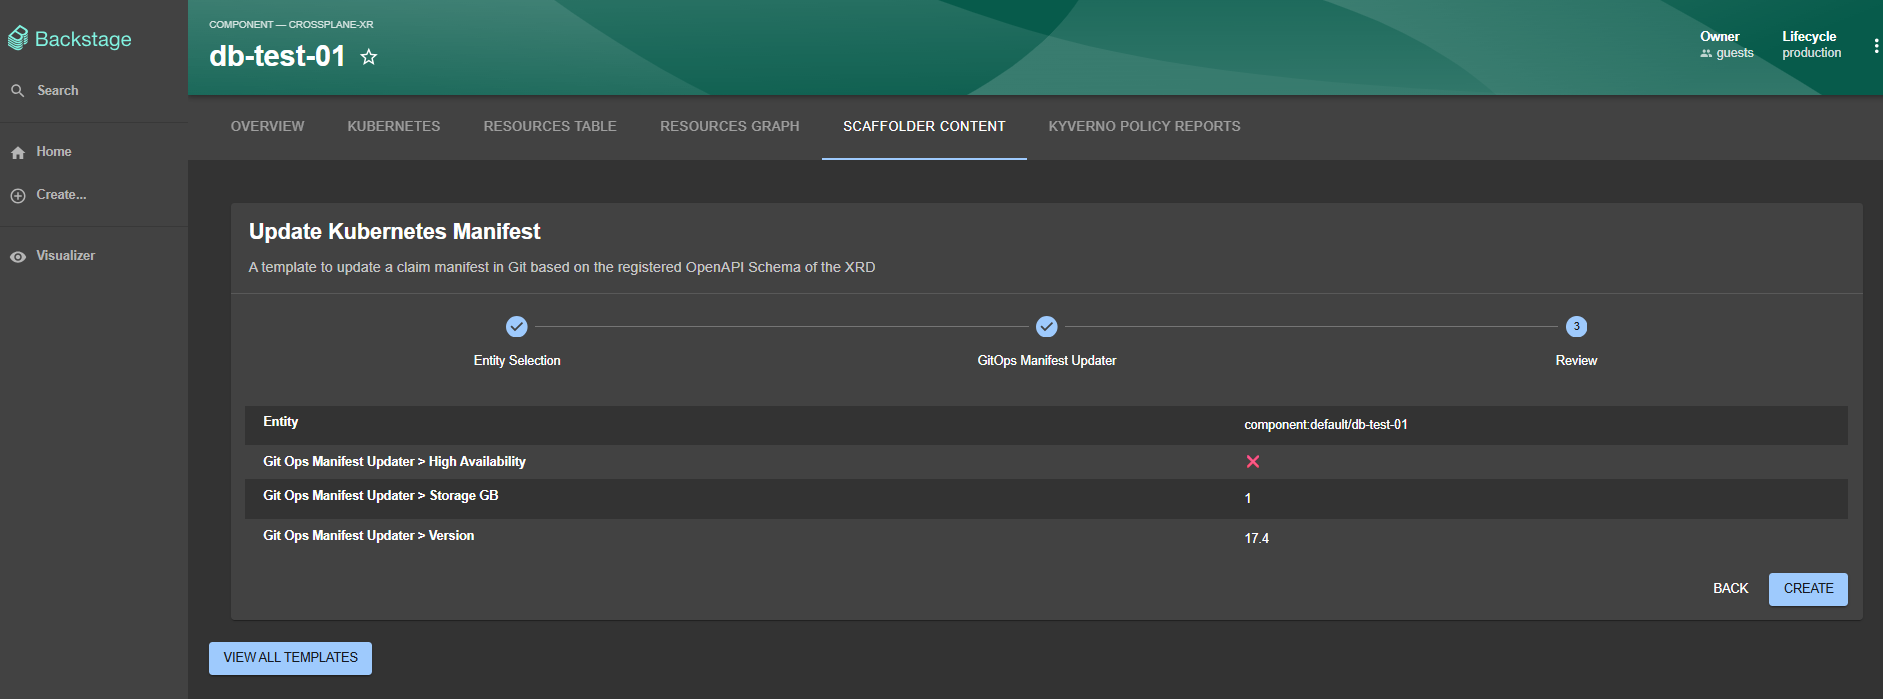 Backstage
Search
Home
Create...
Visualizer
COMPONENT — CROSSPLANE-XR
db-test-01
Owner
guests
Lifecycle
production
OVERVIEW
KUBERNETES
RESOURCES TABLE
RESOURCES GRAPH
SCAFFOLDER CONTENT
KYVERNO POLICY REPORTS
Update Kubernetes Manifest
A template to update a claim manifest in Git based on the registered OpenAPI Schema of the XRD
Entity Selection
GitOps Manifest Updater
3
Review
Entity
component:default/db-test-01
Git Ops Manifest Updater > High Availability
Git Ops Manifest Updater > Storage GB
1
Git Ops Manifest Updater > Version
17.4
BACK
CREATE
VIEW ALL TEMPLATES